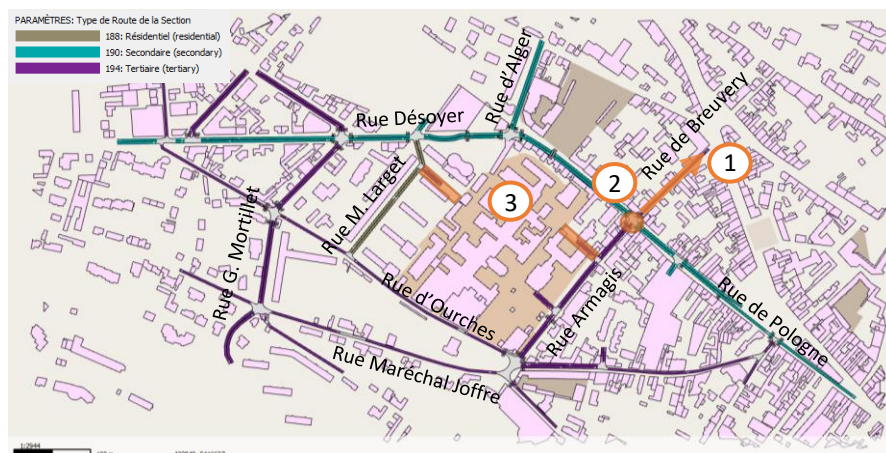 PARAMÈTRES: Type de Route de la Section
188: Résidentiel (residential)
190: Secondaire (secondary)
194: Tertiaire (tertiary)
Rue d'Alger
Rue Désoyer
Rue de Breuvery
1
2
3
Rue M. Larget
Rue G. Mortillet
Rue d'Ourches
Rue Armagis
Rue de Pologne
Rue Maréchal Joffre
1:2944